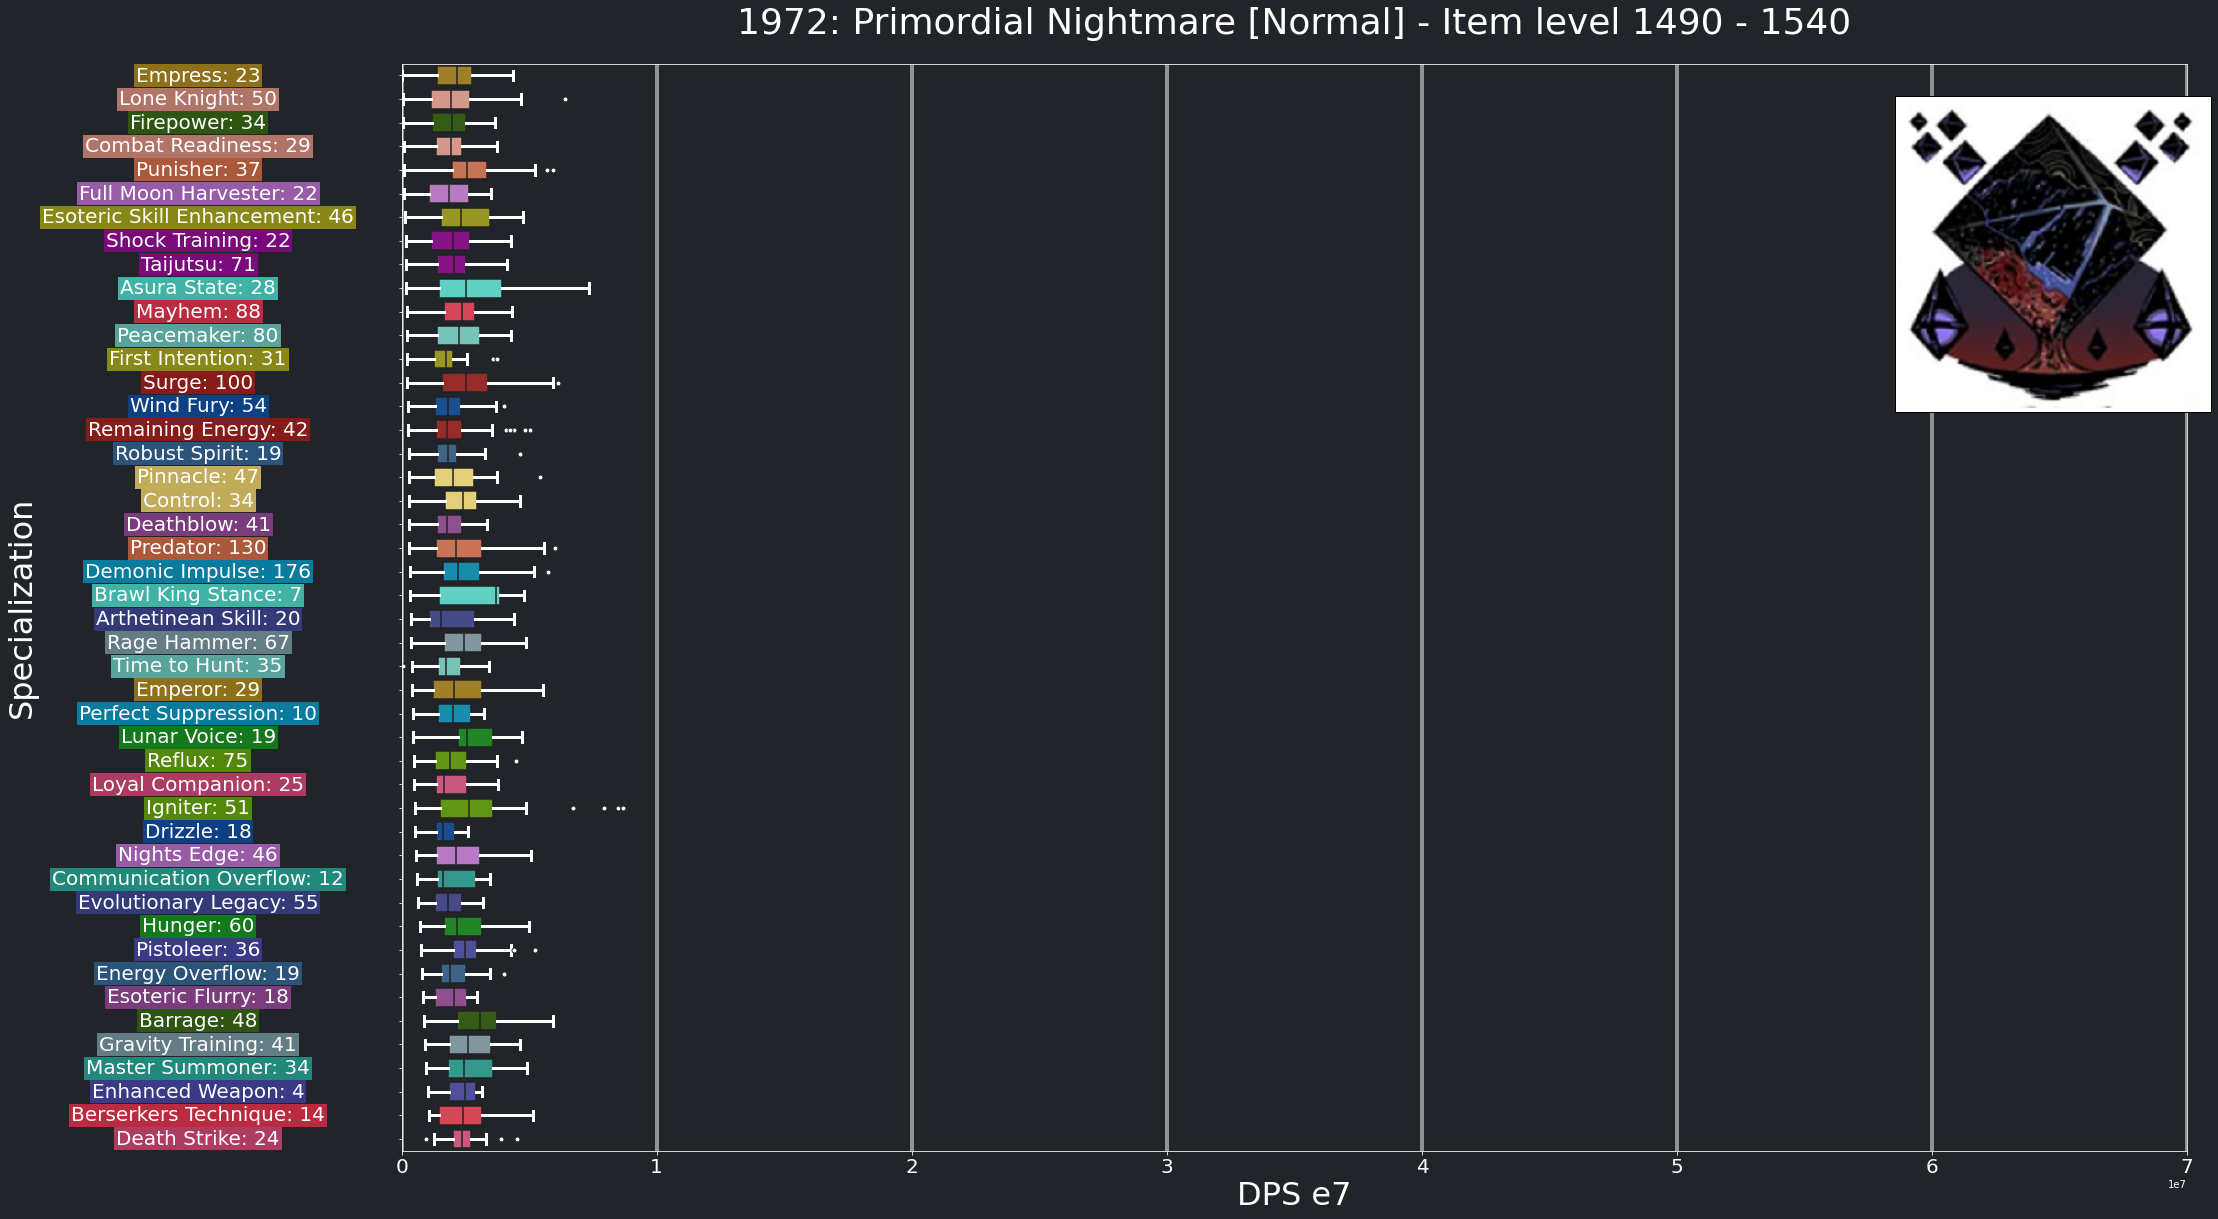 1972: Primordial Nightmare [Normal] - Item level 1490 - 1540
Empress: 23
Lone Knight: 50
Firepower: 34
Combat Readiness: 29
Punisher: 37
Full Moon Harvester: 22
Esoteric Skill Enhancement: 46
Shock Training: 22
Taijutsu: 71
Asura State: 28
Mayhem: 88
Peacemaker: 80
First Intention: 31
Surge: 100
Wind Fury: 54
Remaining Energy: 42
Robust Spirit: 19
Pinnacle: 47
Control: 34
Deathblow: 41
Predator: 130
Demonic Impulse: 176
Brawl King Stance: 7
Arthetinean Skill: 20
Rage Hammer: 67
Time to Hunt: 35
Emperor: 29
Perfect Suppression: 10
Lunar Voice: 19
Reflux: 75
Loyal Companion: 25
Igniter: 51
Drizzle: 18
Nights Edge: 46
Communication Overflow: 12
Evolutionary Legacy: 55
Hunger: 60
Pistoleer: 36
Energy Overflow: 19
Esoteric Flurry: 18
Barrage: 48
Gravity Training: 41
Master Summoner: 34
Enhanced Weapon: 4
Berserkers Technique: 14
Death Strike: 24
Specialization
0 1 2 3 4 5 6 7
1e7
DPS e7